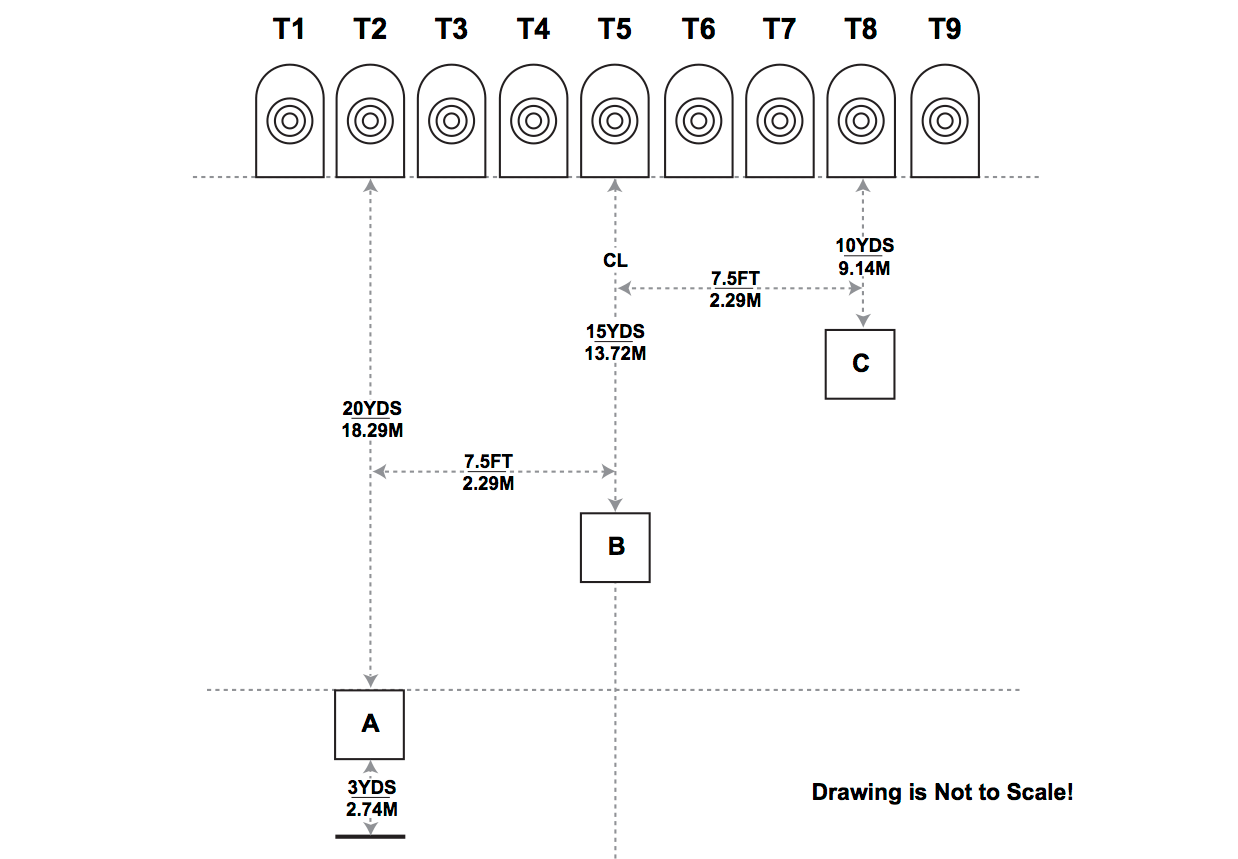 T1 T2 T3 T4 T5 T6 T7 T8 T9
10YDS
9.14M
CL
7.5FT
2.29M
15YDS
13.72M
C
20YDS
18.29M
7.5FT
2.29M
B
A
3YDS
2.74M
Drawing is Not to Scale!